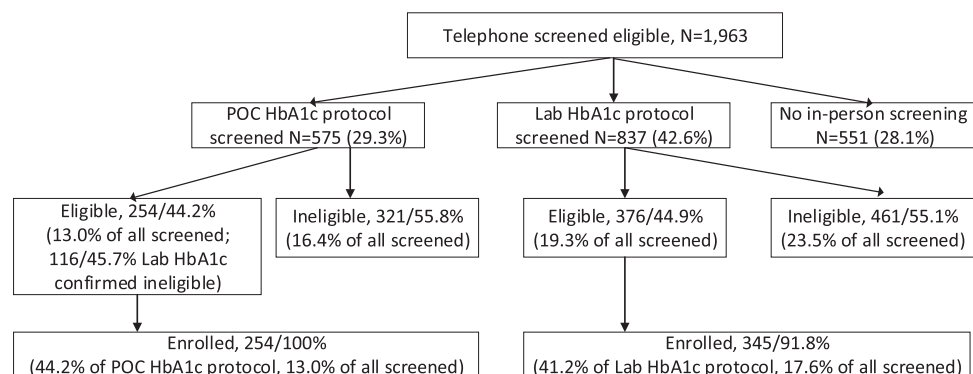 Telephone screened eligible, N=1,963
POC HbA1c protocol
screened N=575 (29.3%)
Lab HbA1c protocol
screened N=837 (42.6%)
No in-person screening
N=551 (28.1%)
Eligible, 254/44.2%
(13.0% of all screened;
116/45.7% Lab HbA1c
confirmed ineligible)
Ineligible, 321/55.8%
(16.4% of all screened)
Eligible, 376/44.9%
(19.3% of all screened)
Ineligible, 461/55.1%
(23.5% of all screened)
Enrolled, 254/100%
(44.2% of POC HbA1c protocol, 13.0% of all screened)
Enrolled, 345/91.8%
(41.2% of Lab HbA1c protocol, 17.6% of all screened)